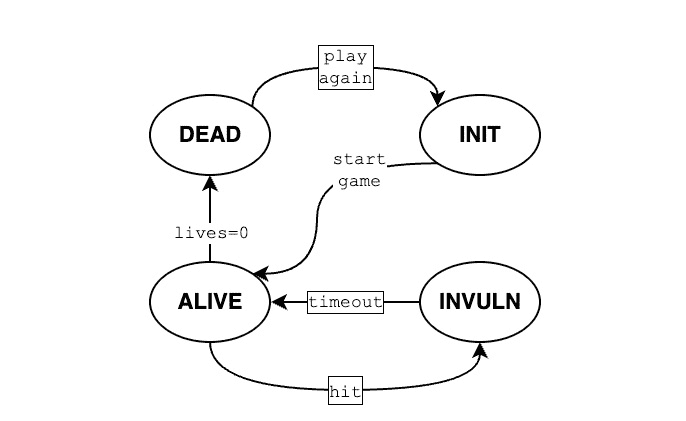 play
again
DEAD
INIT
start
game
lives=0
ALIVE
timeout
INVULN
hit